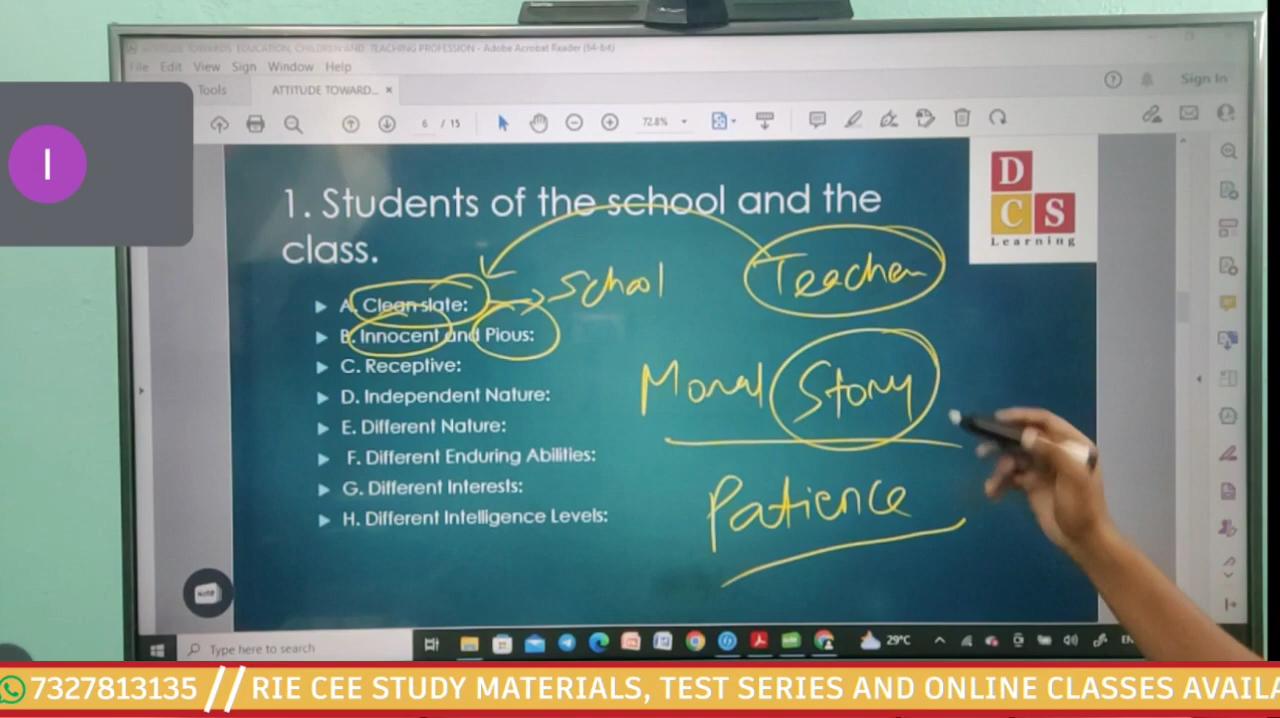 ATTITUDE TOWARDS EDUCATION, CHILDREN AND TEACHING PROFESSION - Adobe Acrobat Reader (64-bit)
File Edit View Sign Window Help
Tools ATTITUDE TOWARD... × Sign In
6 / 15 72.8%
I
1. Students of the school and the
class.
D
C S
Learning
A. Clean slate:
School
Teacher
B. Innocent and Pious:
C. Receptive:
Moral Story
D. Independent Nature:
E. Different Nature:
F. Different Enduring Abilities:
G. Different Interests:
Patience
H. Different Intelligence Levels:
Type here to search
29°C
7327813135 // RIE CEE STUDY MATERIALS, TEST SERIES AND ONLINE CLASSES AVAILA